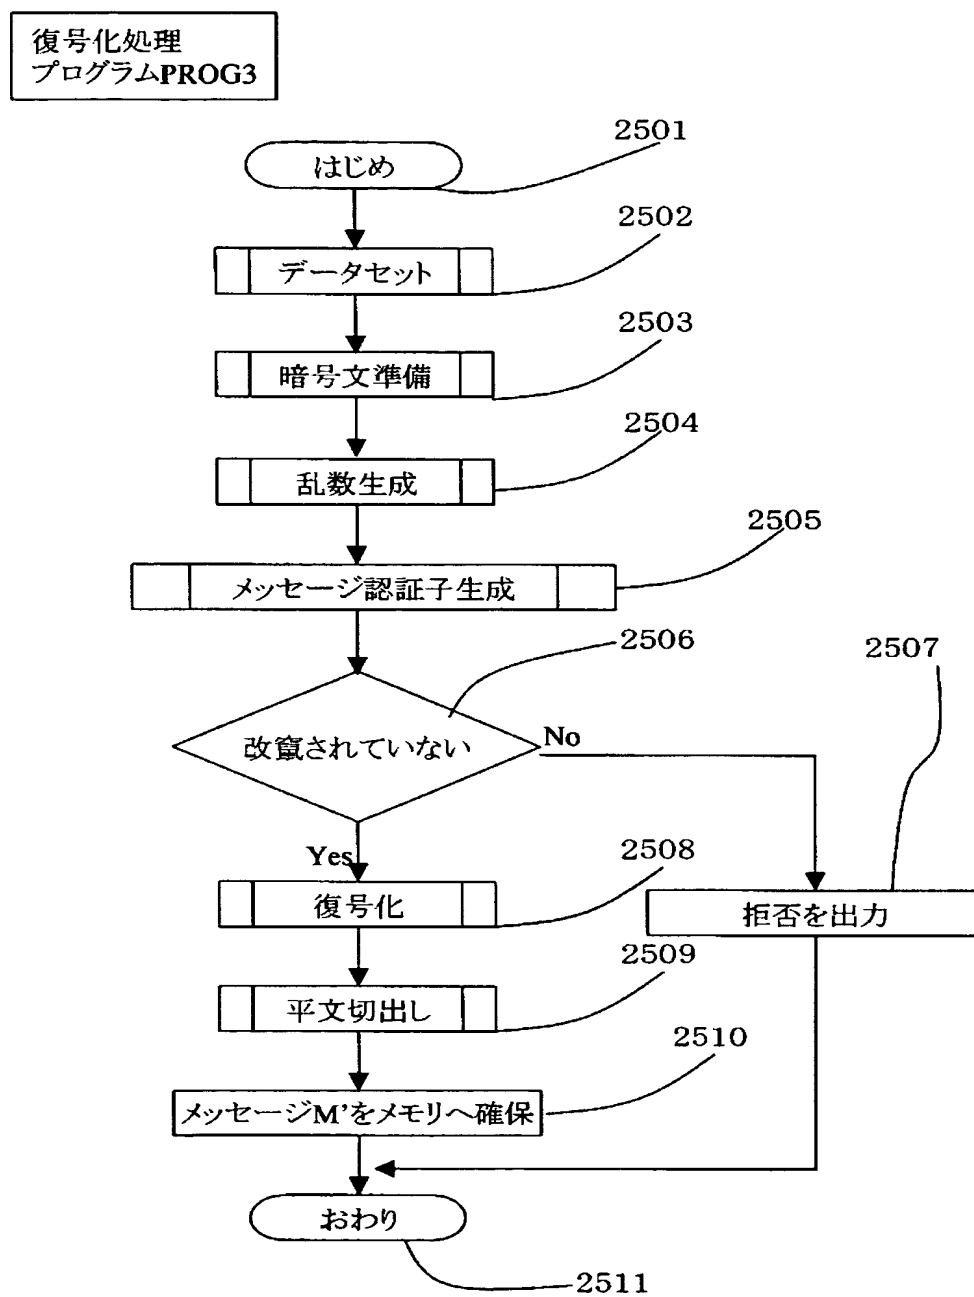 復号化処理
プログラムPROG3
2501
はじめ
2502
データセット
2503
暗号文準備
2504
乱数生成
2505
メッセージ認証子生成
2506
2507
改竄されていない
No
Yes
2508
復号化
拒否を出力
2509
平文切出し
2510
メッセージM'をメモリへ確保
おわり
2511